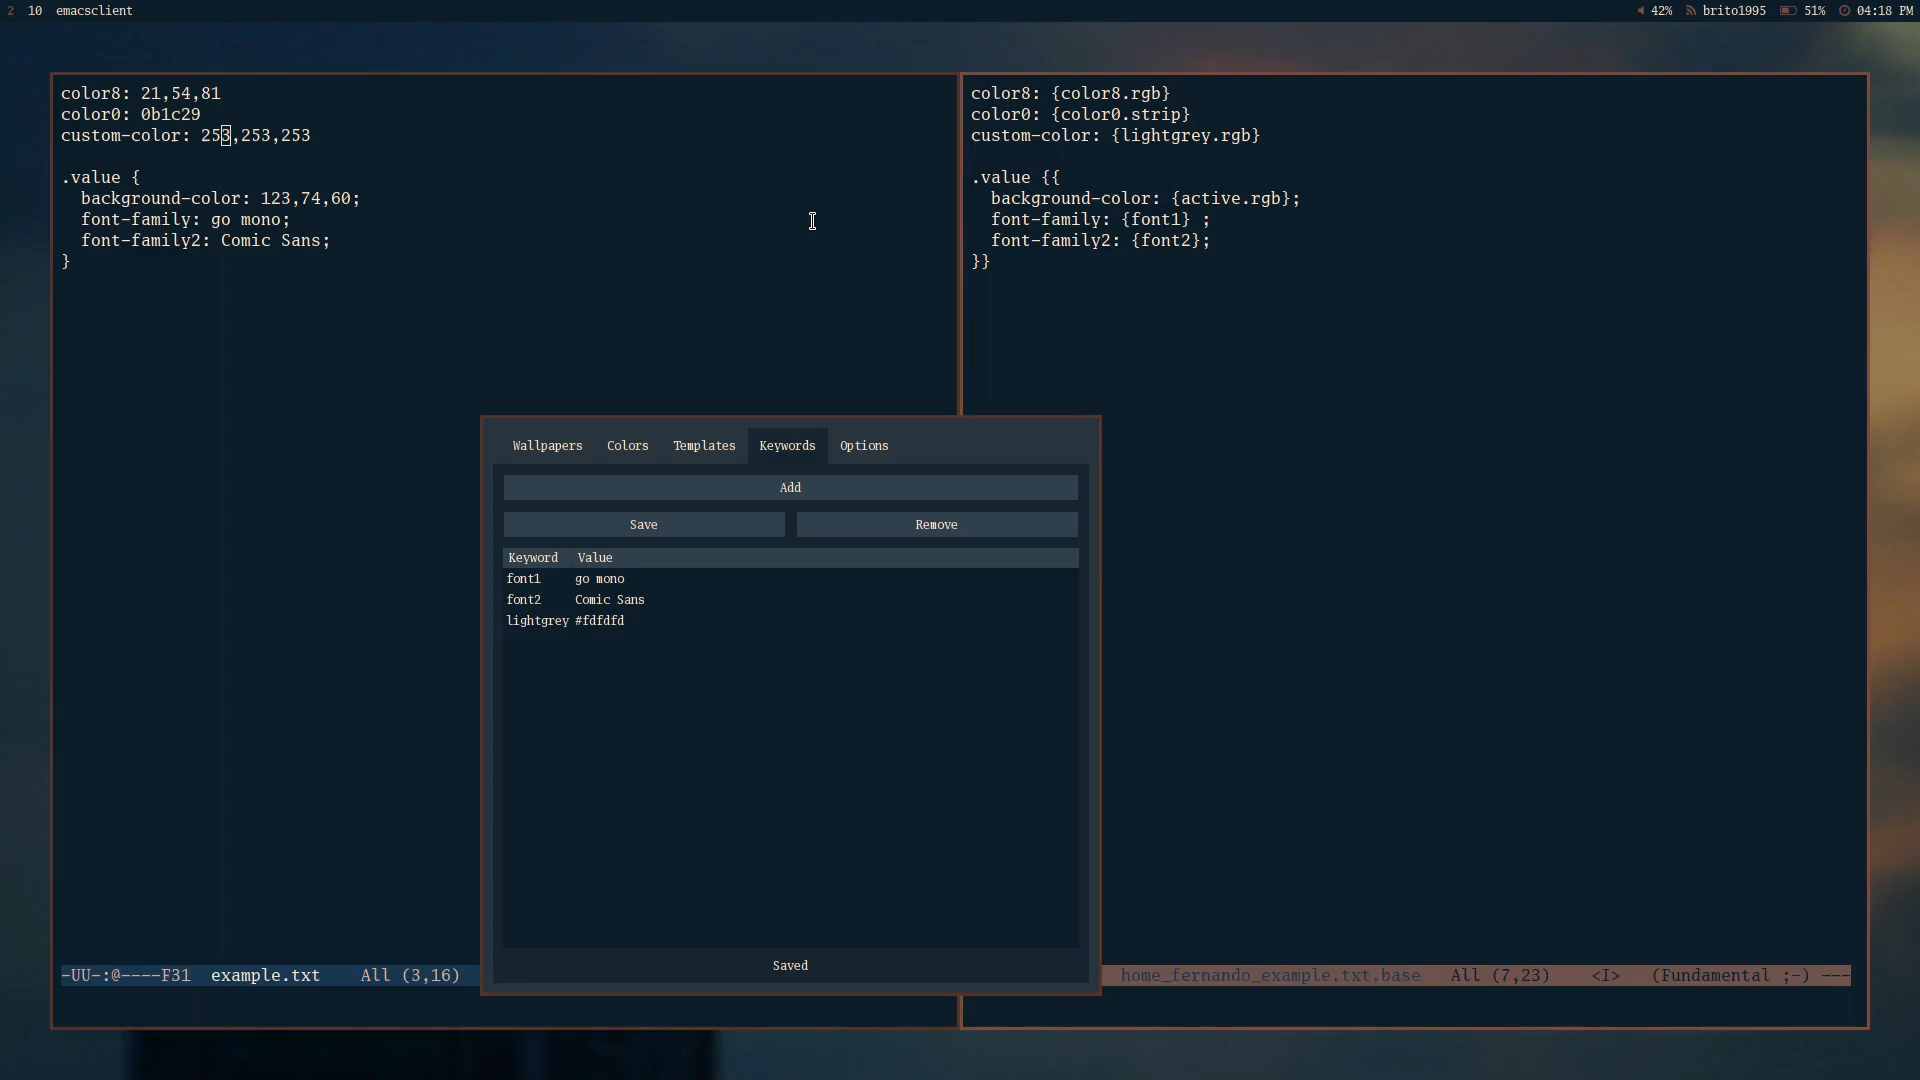 2 10 emacsclient 42% brito1995 51% 04:18 PM
color8: 21,54,81
color0: 0b1c29
custom-color: 253,253,253
.value {
background-color: 123,74,60;
font-family: go mono;
font-family2: Comic Sans;
}
color8: {color8.rgb}
color0: {color0.strip}
custom-color: {lightgrey.rgb}
.value {{
background-color: {active.rgb};
font-family: {font1} ;
font-family2: {font2};
}}
Wallpapers Colors Templates Keywords Options
Add
Save Remove
Keyword Value
font1 go mono
font2 Comic Sans
lightgrey #fdfdfd
Saved
-UU-:@----F31 example.txt All (3,16)
home_fernando_example.txt.base All (7,23) <I> (Fundamental ;-) ---